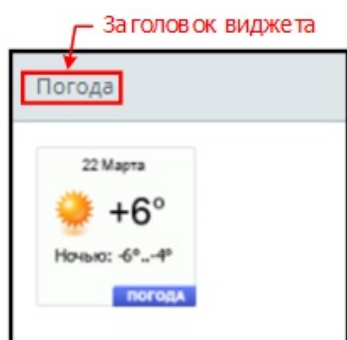 Заголовок виджета
Погода
22 Марта
+6°
Ночью: -6°..-4°
ПОГОДА